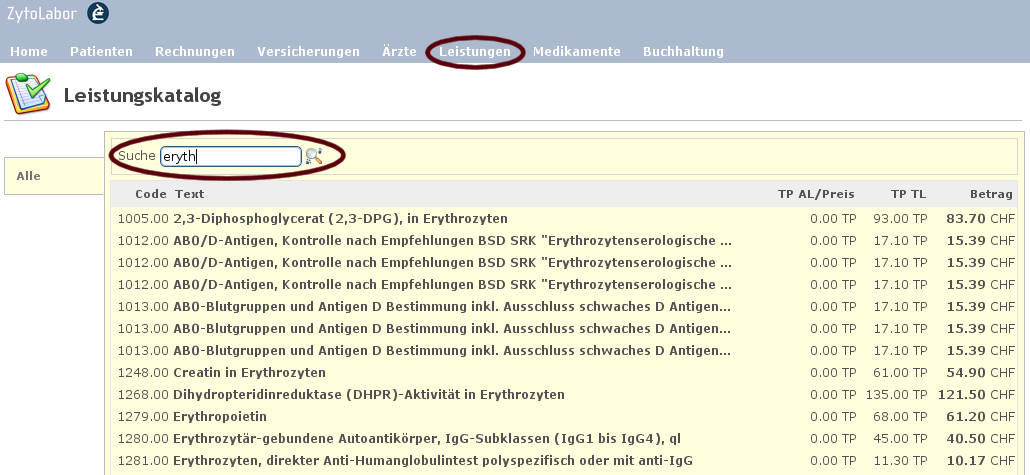 ZytoLabor è
Home Patienten Rechnungen Versicherungen Ärzte Leistungen Medikamente Buchhaltung
Leistungskatalog
Suche eryth
Alle
Code Text TP AL/Preis TP TL Betrag
1005.00 2,3-Diphosphoglycerat (2,3-DPG), in Erythrozyten 0.00 TP 93.00 TP 83.70 CHF
1012.00 AB0/D-Antigen, Kontrolle nach Empfehlungen BSD SRK "Erythrozytenserologische ... 0.00 TP 17.10 TP 15.39 CHF
1012.00 AB0/D-Antigen, Kontrolle nach Empfehlungen BSD SRK "Erythrozytenserologische ... 0.00 TP 17.10 TP 15.39 CHF
1012.00 AB0/D-Antigen, Kontrolle nach Empfehlungen BSD SRK "Erythrozytenserologische ... 0.00 TP 17.10 TP 15.39 CHF
1013.00 AB0-Blutgruppen und Antigen D Bestimmung inkl. Ausschluss schwaches D Antigen... 0.00 TP 17.10 TP 15.39 CHF
1013.00 AB0-Blutgruppen und Antigen D Bestimmung inkl. Ausschluss schwaches D Antigen... 0.00 TP 17.10 TP 15.39 CHF
1013.00 AB0-Blutgruppen und Antigen D Bestimmung inkl. Ausschluss schwaches D Antigen... 0.00 TP 17.10 TP 15.39 CHF
1248.00 Creatin in Erythrozyten 0.00 TP 61.00 TP 54.90 CHF
1268.00 Dihydropteridinreduktase (DHPR)-Aktivität in Erythrozyten 0.00 TP 135.00 TP 121.50 CHF
1279.00 Erythropoietin 0.00 TP 68.00 TP 61.20 CHF
1280.00 Erythrozytär-gebundene Autoantikörper, IgG-Subklassen (IgG1 bis IgG4), ql 0.00 TP 45.00 TP 40.50 CHF
1281.00 Erythrozyten, direkter Anti-Humanglobulintest polyspezifisch oder mit anti-IgG 0.00 TP 11.30 TP 10.17 CHF